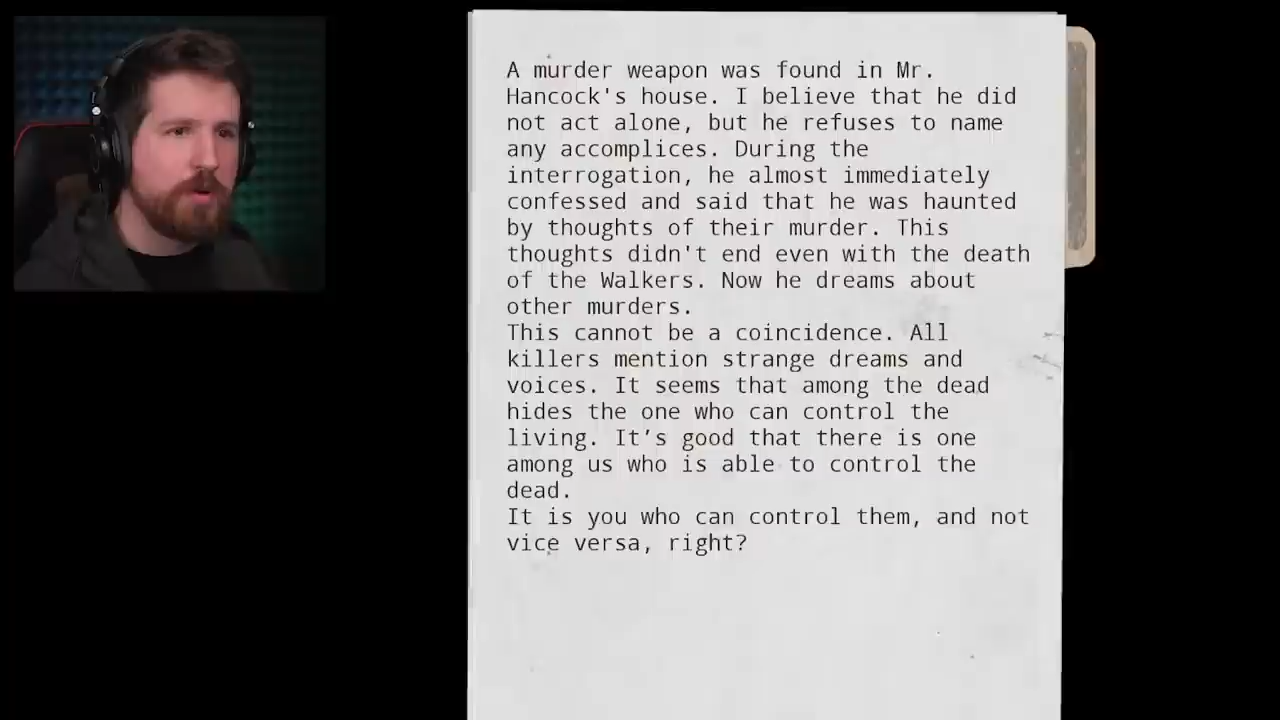 A murder weapon was found in Mr.
Hancock's house. I believe that he did
not act alone, but he refuses to name
any accomplices. During the
interrogation, he almost immediately
confessed and said that he was haunted
by thoughts of their murder. This
thoughts didn't end even with the death
of the Walkers. Now he dreams about
other murders.
This cannot be a coincidence. All
killers mention strange dreams and
voices. It seems that among the dead
hides the one who can control the
living. It’s good that there is one
among us who is able to control the
dead.
It is you who can control them, and not
vice versa, right?